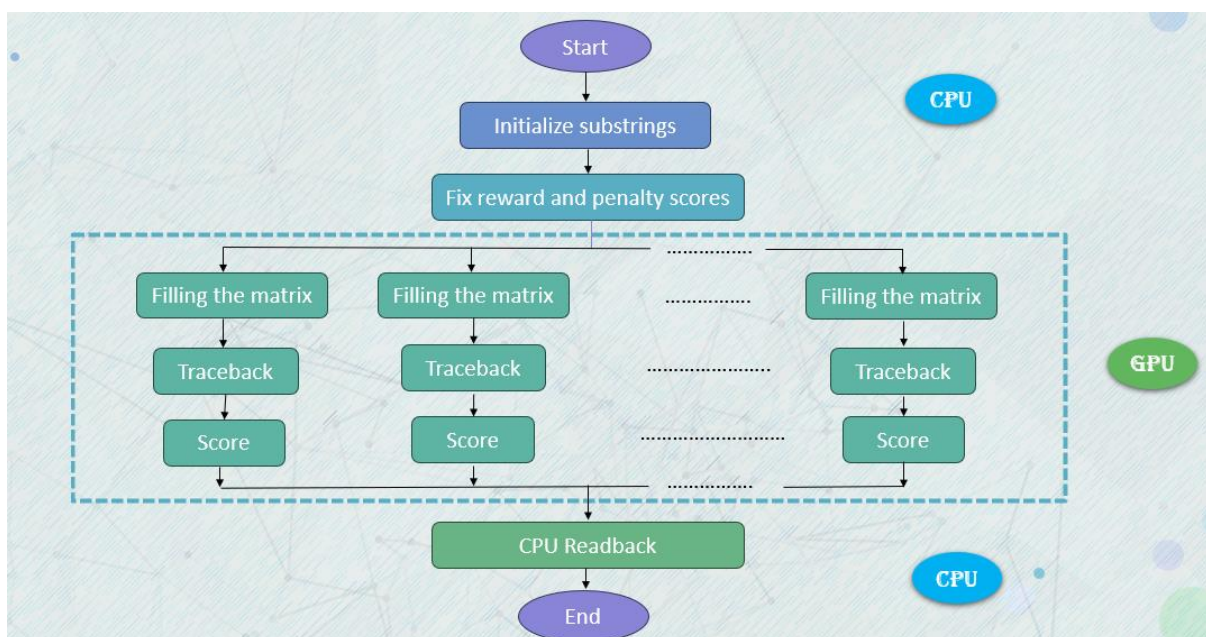 Start
CPU
Initialize substrings
Fix reward and penalty scores
................
Filling the matrix
Filling the matrix
...............
Filling the matrix
Traceback
Traceback
......................
Traceback
GPU
Score
Score
..........................
Score
................
CPU Readback
CPU
End